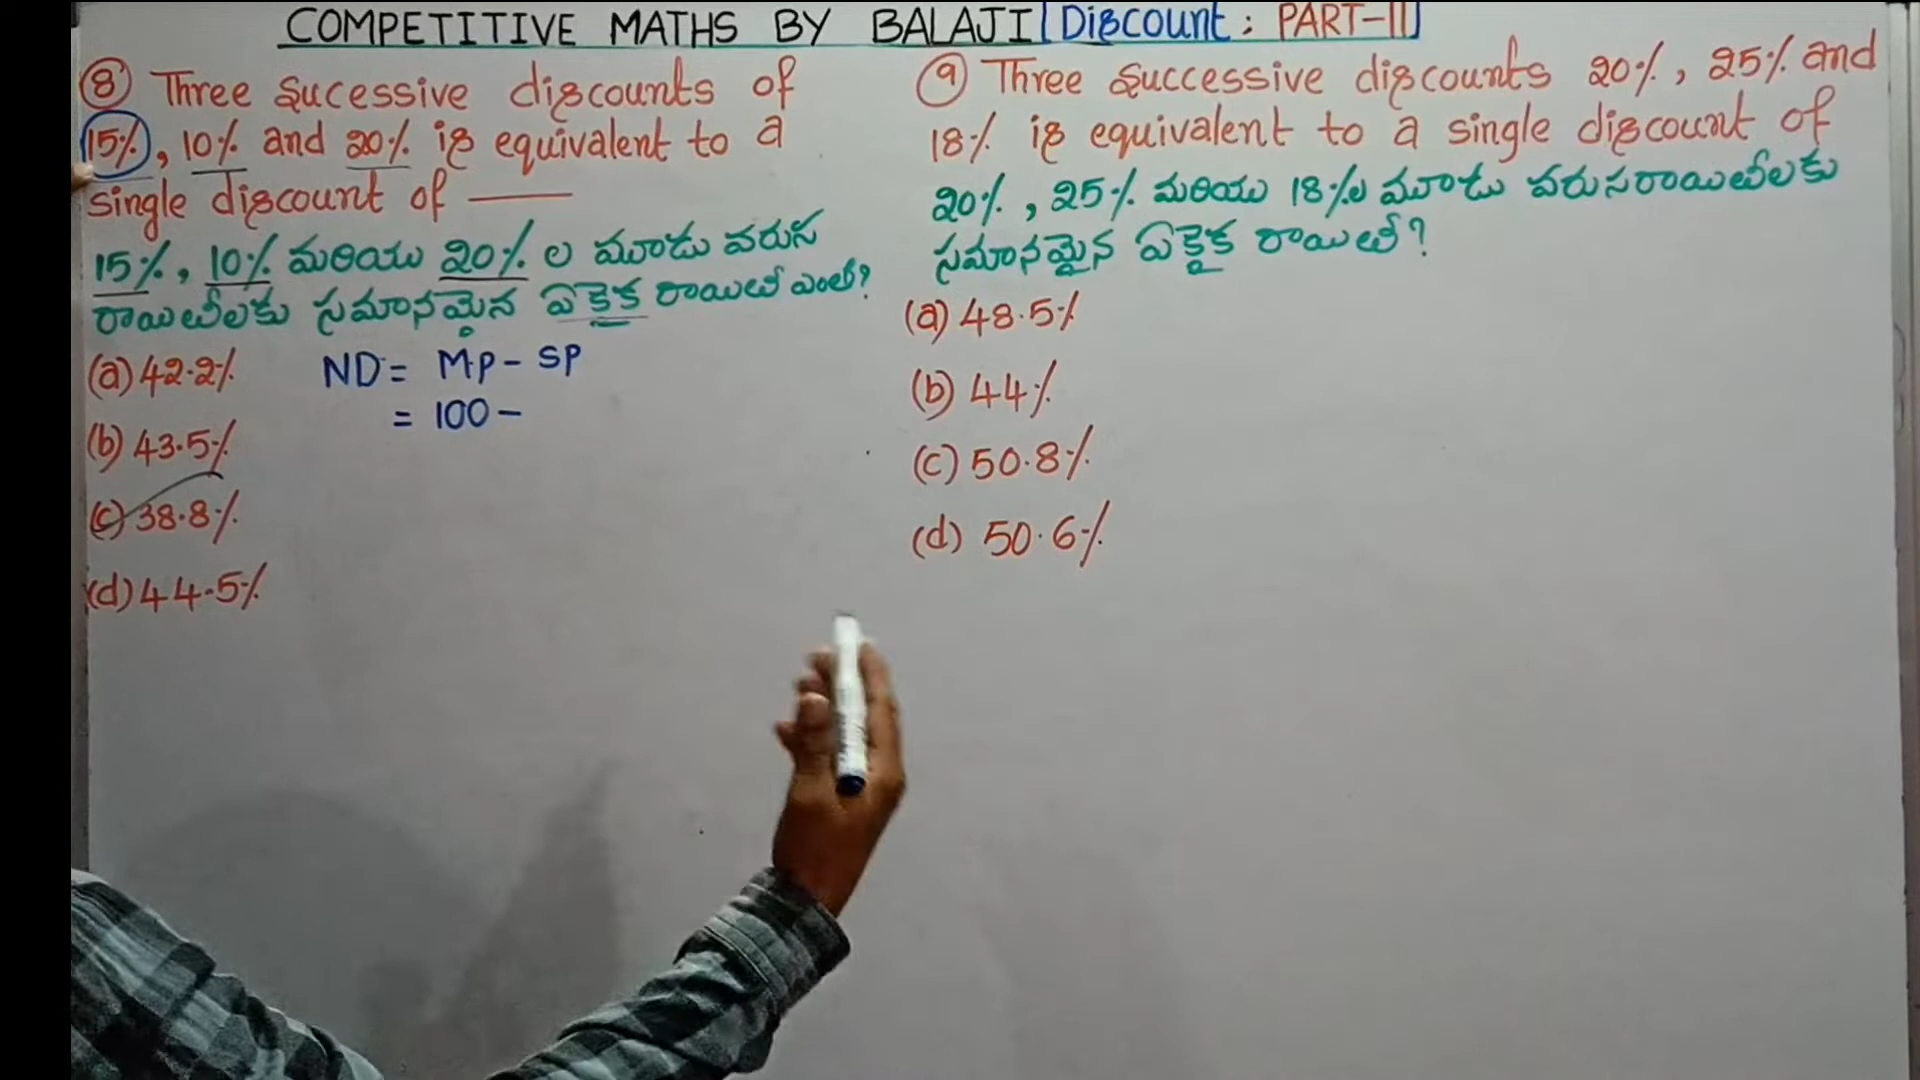 COMPETITIVE MATHS BY BALAJI [Discount: PART-II]
⑧ Three sucessive discounts of
15%, 10% and 20% is equivalent to a
single discount of ———
15%, 10% మరియు 20% ల మూడు వరుస
రాయితీలకు సమానమైన ఏకైక రాయితీ ఎంత?
(a) 42.2%
(b) 43.5%
(c) 38.8%
(d) 44.5%
ND = M.P - SP
= 100 -
⑨ Three successive discounts 20%, 25% and
18% is equivalent to a single discount of
20%, 25% మరియు 18%ల మూడు వరుసరాయితీలకు
సమానమైన ఏకైక రాయితీ?
(a) 48.5%
(b) 44%
(c) 50.8%
(d) 50.6%